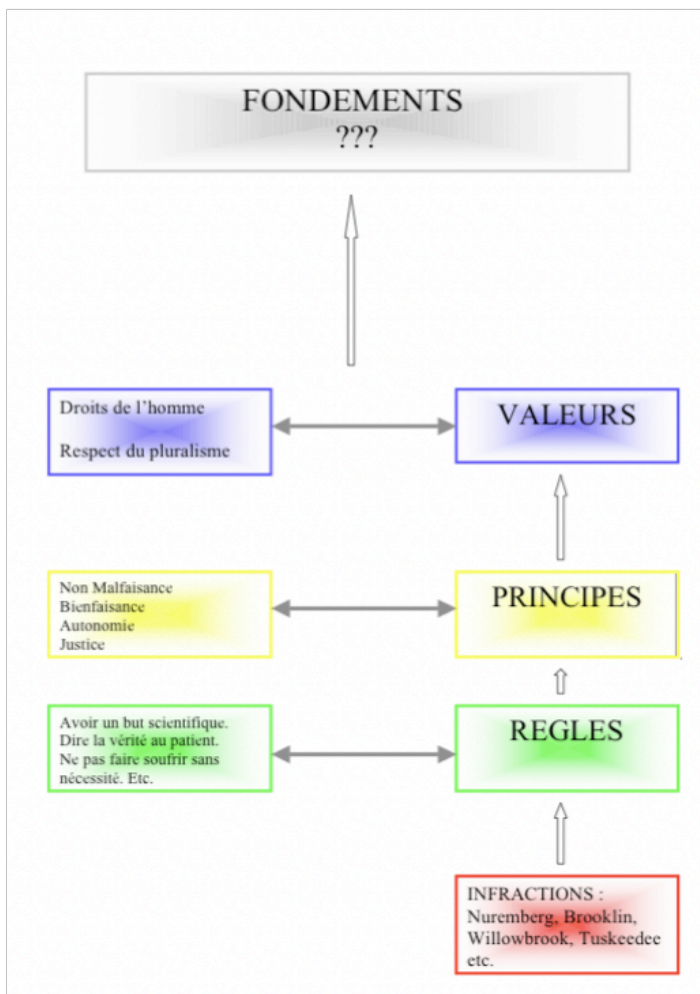 FONDEMENTS
???
Droits de l’homme
Respect du pluralisme
VALEURS
Non Malfaisance
Bienfaisance
Autonomie
Justice
PRINCIPES
Avoir un but scientifique.
Dire la vérité au patient.
Ne pas faire soufrir sans
nécessité. Etc.
REGLES
INFRACTIONS :
Nuremberg, Brooklin,
Willowbrook, Tuskeedee
etc.